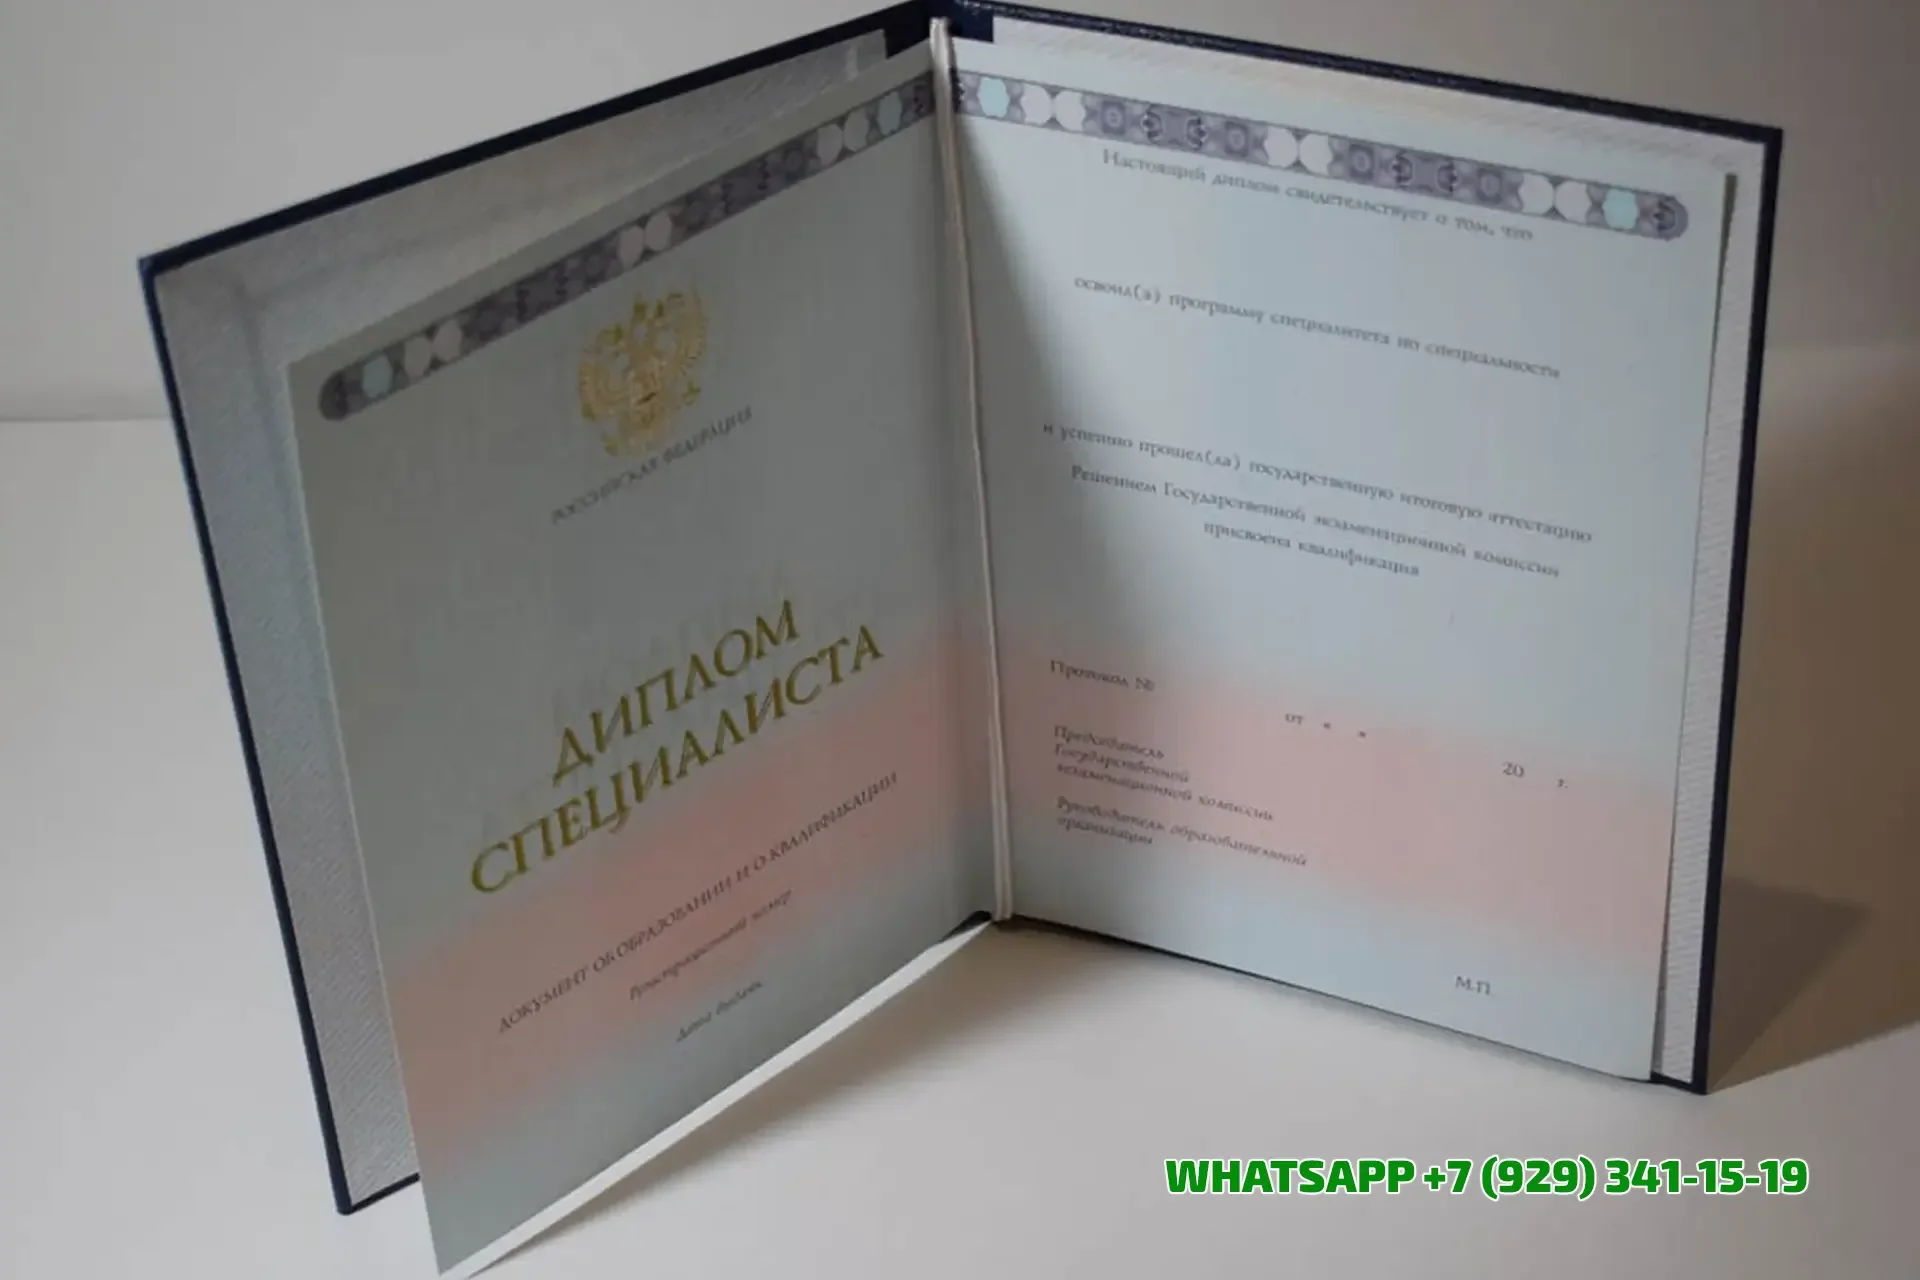 РОССИЙСКАЯ ФЕДЕРАЦИЯ
ДИПЛОМ
СПЕЦИАЛИСТА
ДОКУМЕНТ ОБ ОБРАЗОВАНИИ И О КВАЛИФИКАЦИИ
Регистрационный номер
Дата выдачи
Настоящий диплом свидетельствует о том, что
освоил(а) программу специалитета по специальности
и успешно прошел(ла) государственную итоговую аттестацию
Решением Государственной экзаменационной комиссии
присвоена квалификация
Протокол №
от « »
20 г.
Председатель
Государственной
экзаменационной комиссии
Руководитель образовательной
организации
М.П.
WHATSAPP +7 (929) 341-15-19